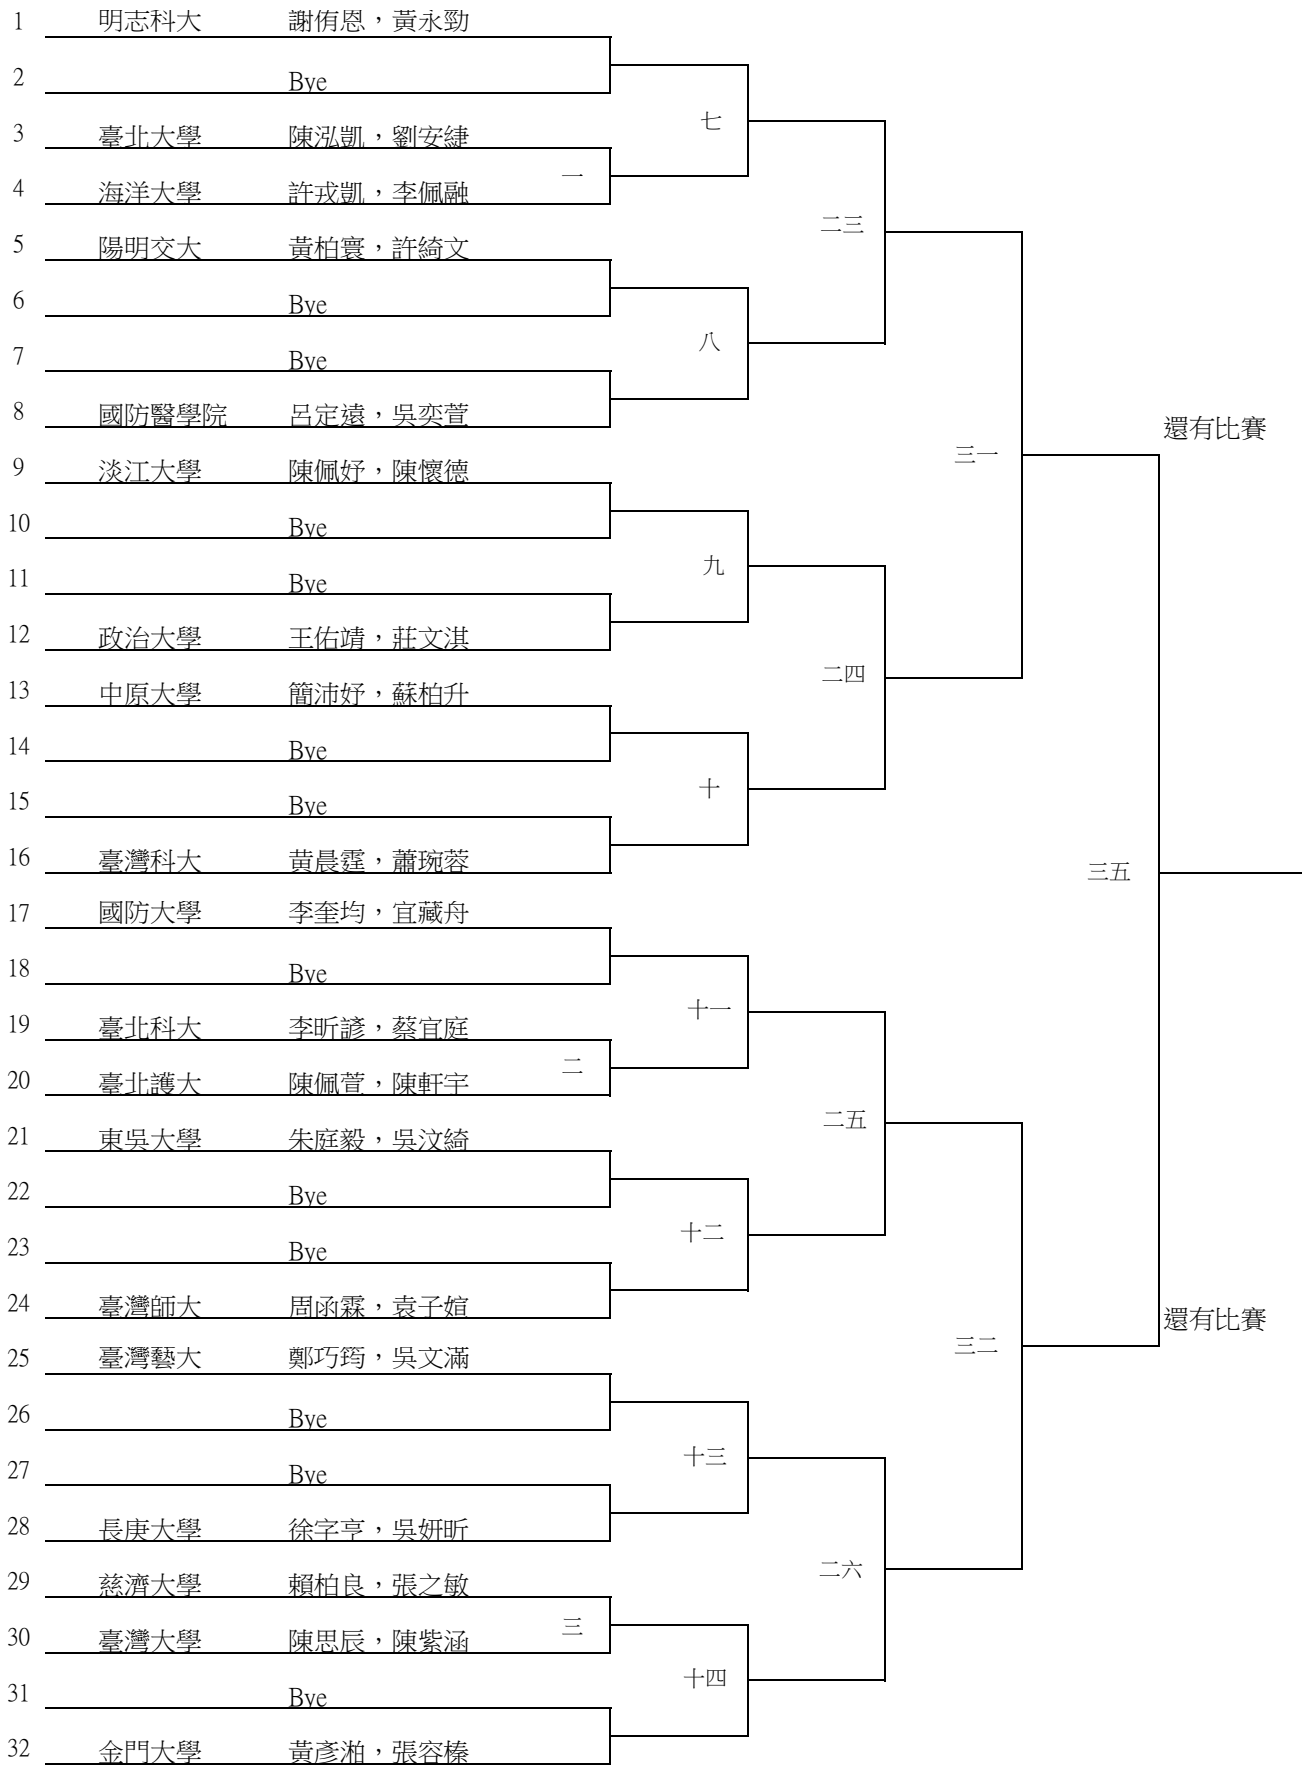 1 明志科大 謝侑恩，黃永勁
2 Bye
七
3 臺北大學 陳泓凱，劉安緁
一
4 海洋大學 許戎凱，李佩融
二三
5 陽明交大 黃柏寰，許綺文
6 Bye
八
7 Bye
8 國防醫學院 呂定遠，吳奕萱
還有比賽
三一
9 淡江大學 陳佩妤，陳懷德
10 Bye
九
11 Bye
12 政治大學 王佑靖，莊文淇
二四
13 中原大學 簡沛妤，蘇柏升
14 Bye
十
15 Bye
16 臺灣科大 黄晨霆，蕭琬蓉
三五
17 國防大學 李奎均，宜藏舟
18 Bye
十一
19 臺北科大 李昕諺，蔡宜庭
二
20 臺北護大 陳佩萱，陳軒宇
二五
21 東吳大學 朱庭毅，吳汶綺
22 Bye
十二
23 Bye
24 臺灣師大 周函霖，袁子媗
還有比賽
三二
25 臺灣藝大 鄭巧筠，吳文滿
26 Bye
十三
27 Bye
28 長庚大學 徐字亨，吳妍昕
二六
29 慈濟大學 賴柏良，張之敏
三
30 臺灣大學 陳思辰，陳紫涵
十四
31 Bye
32 金門大學 黃彥湘，張容榛